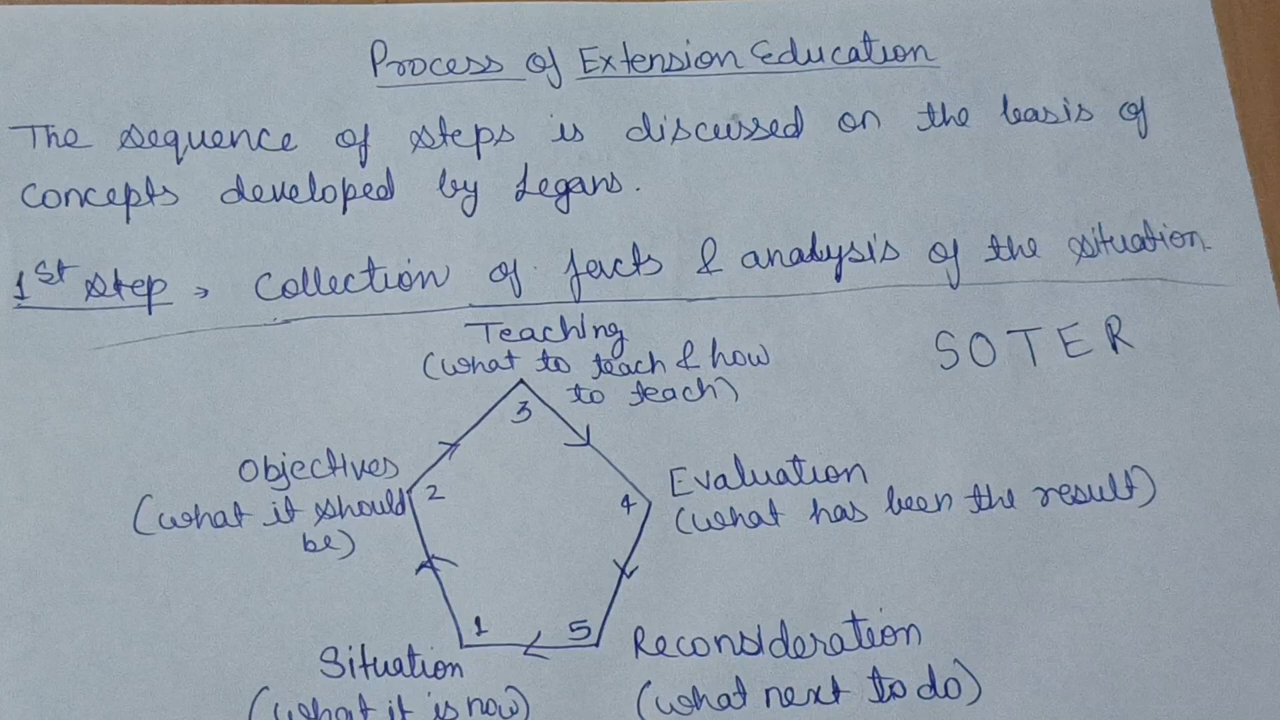 Process of Extension Education
The sequence of steps is discussed on the basis of
concepts developed by Legans.
1st step, Collection of facts & analysis of the situation.
Teaching
(what to teach & how
to teach)
SOTER
3
Objectives
(what it should
be)
2
4
Evaluation
(what has been the result)
1
5
Situation
(what it is now)
Reconsideration
(what next to do)